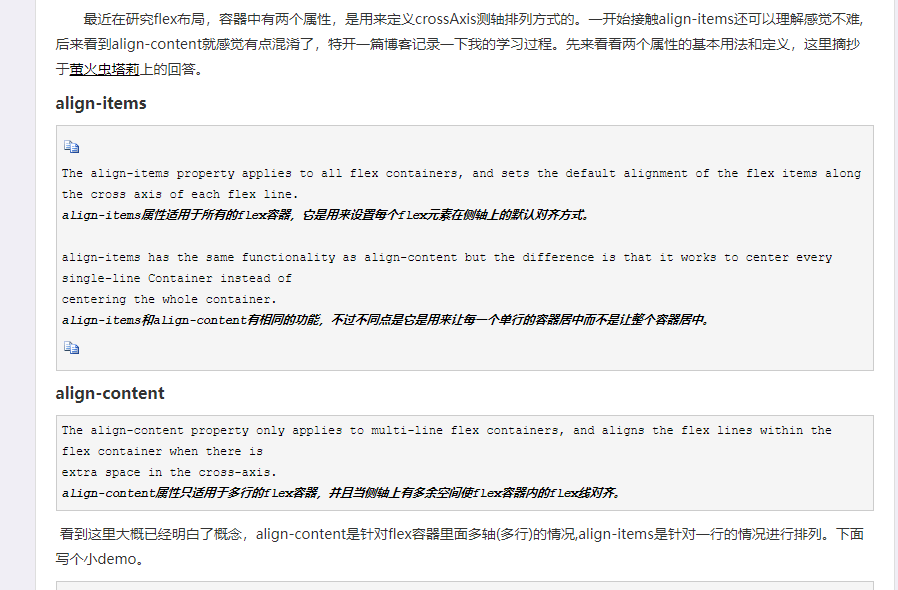 最近在研究flex布局，容器中有两个属性，是用来定义crossAxis测轴排列方式的。一开始接触align-items还可以理解感觉不难,
后来看到align-content就感觉有点混淆了，特开一篇博客记录一下我的学习过程。先来看看两个属性的基本用法和定义，这里摘抄
于萤火虫塔莉上的回答。
align-items
The align-items property applies to all flex containers, and sets the default alignment of the flex items along
the cross axis of each flex line.
align-items属性适用于所有的flex容器，它是用来设置每个flex元素在侧轴上的默认对齐方式。
align-items has the same functionality as align-content but the difference is that it works to center every
single-line Container instead of
centering the whole container.
align-items和align-content有相同的功能，不过不同点是它是用来让每一个单行的容器居中而不是让整个容器居中。
align-content
The align-content property only applies to multi-line flex containers, and aligns the flex lines within the
flex container when there is
extra space in the cross-axis.
align-content属性只适用于多行的flex容器，并且当侧轴上有多余空间使flex容器内的flex线对齐。
看到这里大概已经明白了概念，align-content是针对flex容器里面多轴(多行)的情况,align-items是针对一行的情况进行排列。下面
写个小demo。